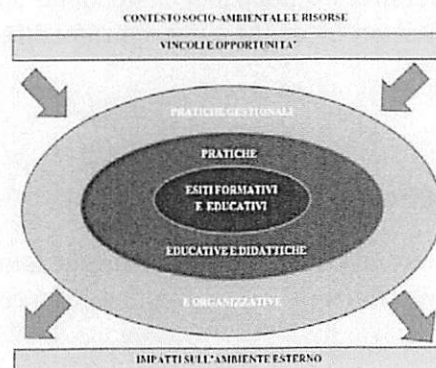 CONTESTO SOCIO-AMBIENTALE E RISORSE
VINCOLI E OPPORTUNITA'
PRATICHE GESTIONALI
PRATICHE
ESITI FORMATIVI
E EDUCATIVI
EDUCATIVE E DIDATTICHE
E ORGANIZZATIVE
IMPATTI SULL'AMBIENTE ESTERNO